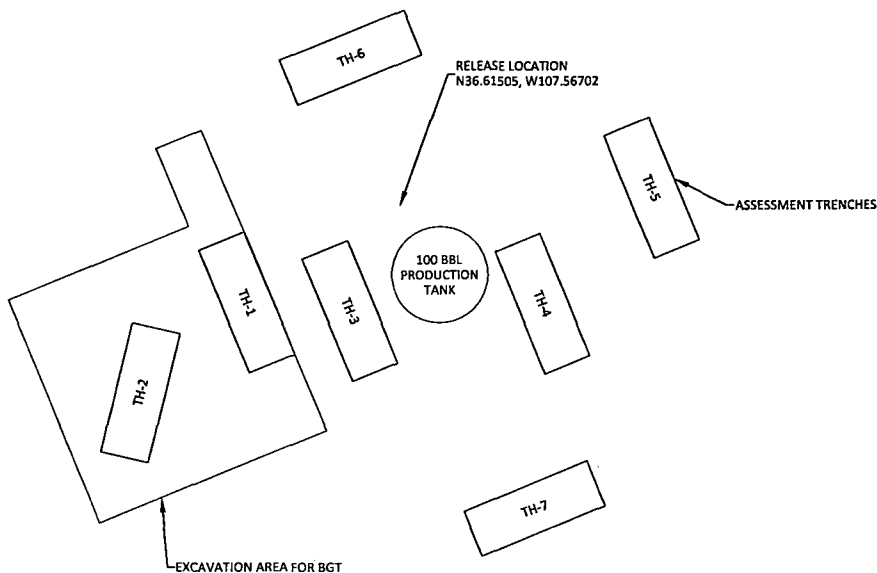 TH-6
RELEASE LOCATION
N36.61505, W107.56702
TH-5
ASSESSMENT TRENCHES
100 BBL
PRODUCTION
TANK
TH-1
TH-3
TH-4
TH-2
TH-7
EXCAVATION AREA FOR BGT